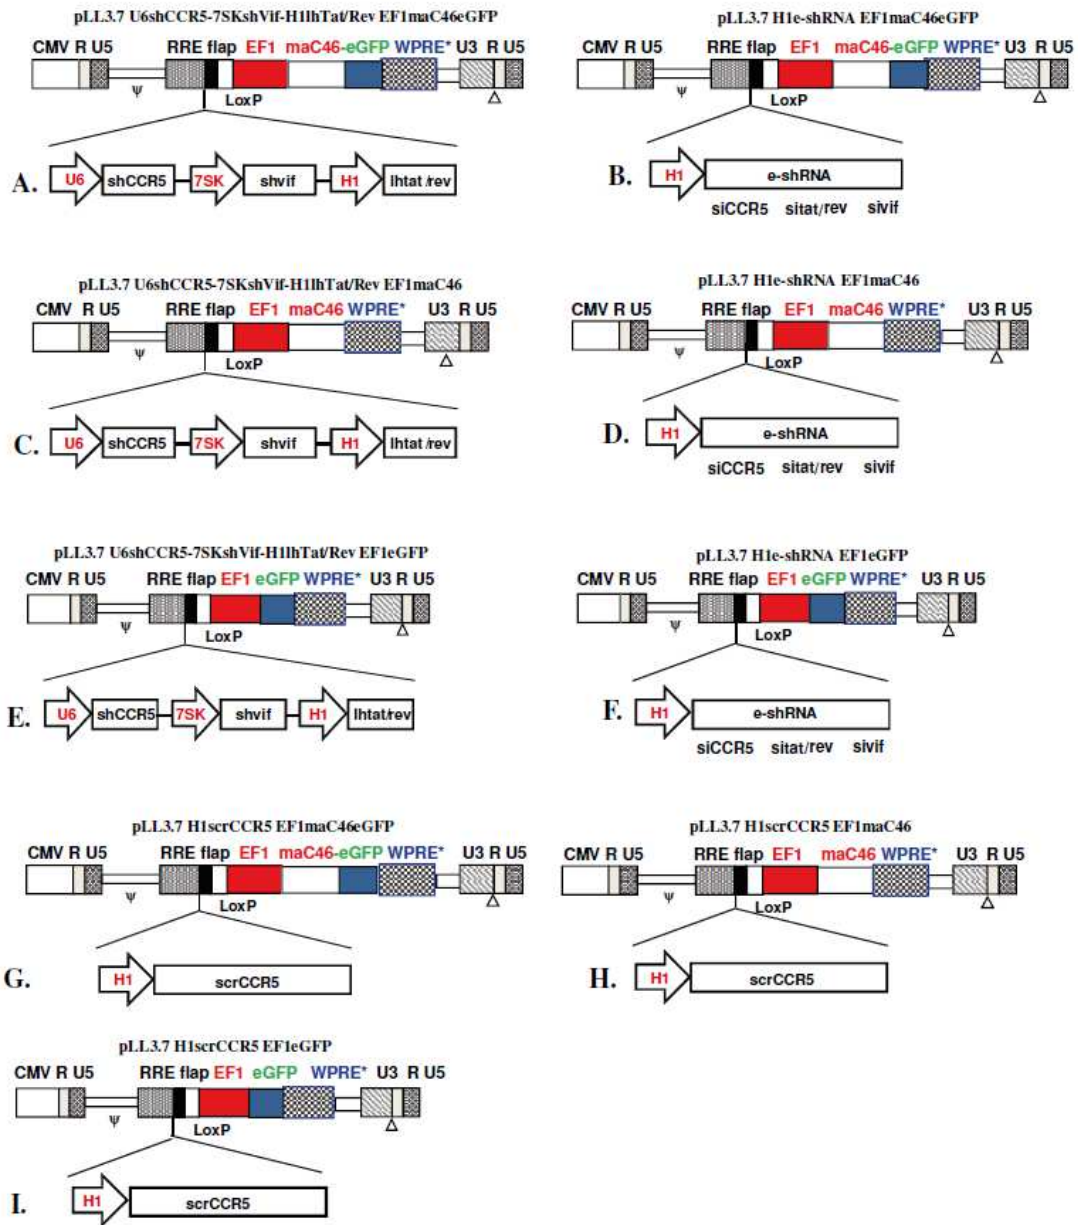 pLL3.7 U6shCCR5-7SKshVif-H1lhTat/Rev EF1maC46eGFP
CMV R U5 RRE flap EF1 maC46-eGFP WPRE* U3 R U5
ψ LoxP △
A. U6 shCCR5 7SK shvif H1 lhtat/rev
pLL3.7 H1e-shRNA EF1maC46eGFP
CMV R U5 RRE flap EF1 maC46-eGFP WPRE* U3 R U5
ψ LoxP △
B. H1 e-shRNA
siCCR5 sitat/rev sivif
pLL3.7 U6shCCR5-7SKshVif-H1lhTat/Rev EF1maC46
CMV R U5 RRE flap EF1 maC46 WPRE* U3 R U5
ψ LoxP △
C. U6 shCCR5 7SK shvif H1 lhtat/rev
pLL3.7 H1e-shRNA EF1maC46
CMV R U5 RRE flap EF1 maC46 WPRE* U3 R U5
ψ LoxP △
D. H1 e-shRNA
siCCR5 sitat/rev sivif
pLL3.7 U6shCCR5-7SKshVif-H1lhTat/Rev EF1eGFP
CMV R U5 RRE flap EF1 eGFP WPRE* U3 R U5
ψ LoxP △
E. U6 shCCR5 7SK shvif H1 lhtat/rev
pLL3.7 H1e-shRNA EF1eGFP
CMV R U5 RRE flap EF1 eGFP WPRE* U3 R U5
ψ LoxP △
F. H1 e-shRNA
siCCR5 sitat/rev sivif
pLL3.7 H1scrCCR5 EF1maC46eGFP
CMV R U5 RRE flap EF1 maC46-eGFP WPRE* U3 R U5
ψ LoxP △
G. H1 scrCCR5
pLL3.7 H1scrCCR5 EF1maC46
CMV R U5 RRE flap EF1 maC46 WPRE* U3 R U5
ψ LoxP △
H. H1 scrCCR5
pLL3.7 H1scrCCR5 EF1eGFP
CMV R U5 RRE flap EF1 eGFP WPRE* U3 R U5
ψ LoxP △
I. H1 scrCCR5